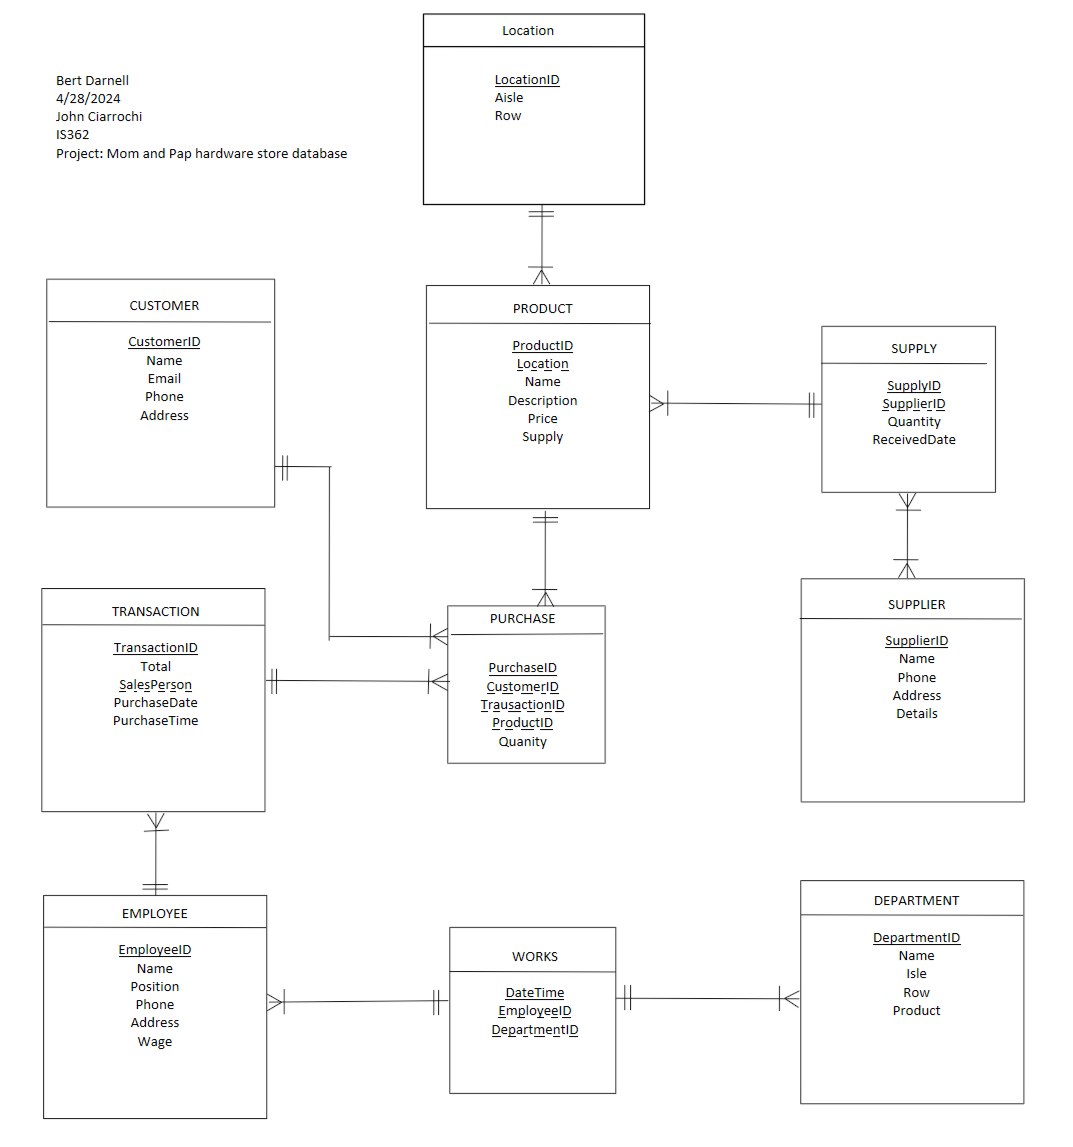 Location
LocationID
Aisle
Row
Bert Darnell
4/28/2024
John Ciarrochi
IS362
Project: Mom and Pap hardware store database
CUSTOMER
CustomerID
Name
Email
Phone
Address
PRODUCT
ProductID
Location
Name
Description
Price
Supply
SUPPLY
SupplyID
SupplierID
Quantity
ReceivedDate
TRANSACTION
TransactionID
Total
SalesPerson
PurchaseDate
PurchaseTime
PURCHASE
PurchaseID
CustomerID
TrausactionID
ProductID
Quanity
SUPPLIER
SupplierID
Name
Phone
Address
Details
EMPLOYEE
EmployeeID
Name
Position
Phone
Address
Wage
WORKS
DateTime
EmployeeID
DepartmentID
DEPARTMENT
DepartmentID
Name
Isle
Row
Product